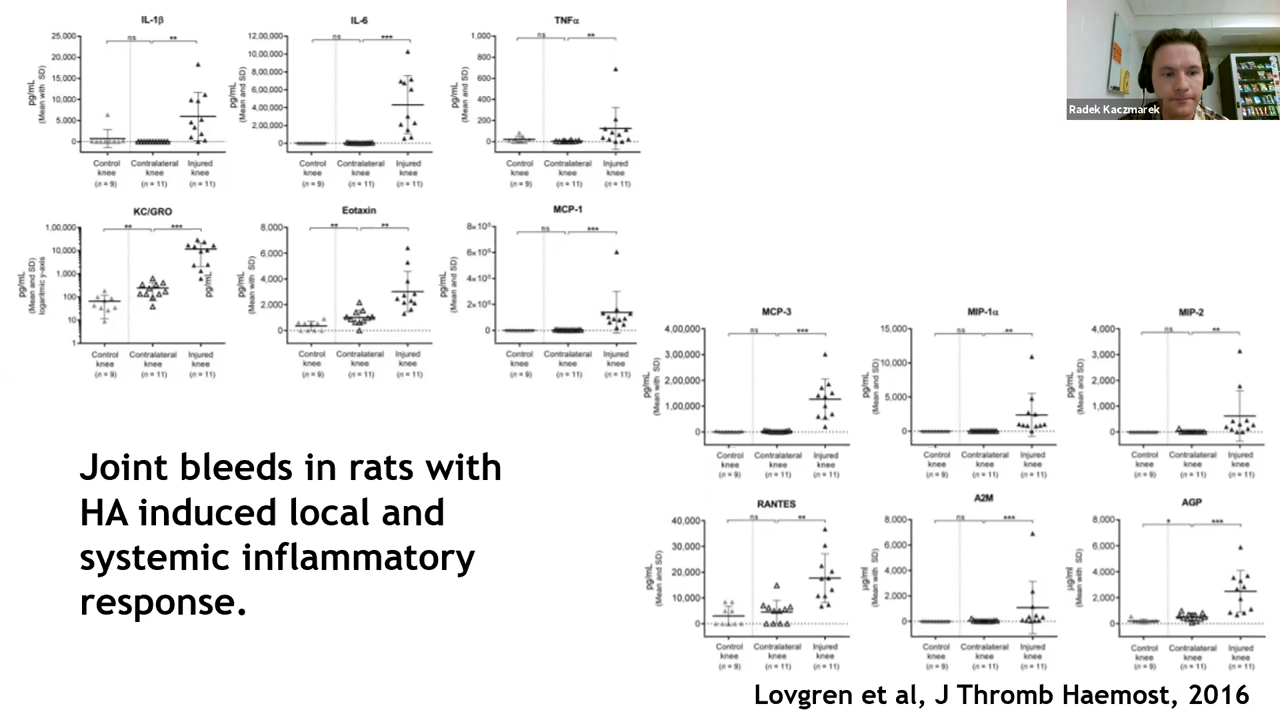 IL-1β
pg/mL
(Mean with SD)
25,000
20,000
15,000
10,000
5,000
0
ns
**
Control
knee
(n = 9)
Contralateral
knee
(n = 11)
Injured
knee
(n = 11)
IL-6
pg/mL
(Mean and SD)
12,00,000
10,00,000
8,00,000
6,00,000
4,00,000
2,00,000
0
ns
***
Control
knee
(n = 9)
Contralateral
knee
(n = 11)
Injured
knee
(n = 11)
TNFα
pg/mL
(Mean and SD)
1,000
800
600
400
200
0
ns
**
Control
knee
(n = 9)
Contralateral
knee
(n = 11)
Injured
knee
(n = 11)
Radek Kaczmarek
KC/GRO
pg/mL
(Mean and SD)
logaritmic y-axis
1,00,000
10,000
1,000
100
10
1
**
***
Control
knee
(n = 9)
Contralateral
knee
(n = 11)
Injured
knee
(n = 11)
pg/mL
Eotaxin
pg/mL
(Mean with SD)
8,000
6,000
4,000
2,000
0
**
**
Control
knee
(n = 9)
Contralateral
knee
(n = 11)
Injured
knee
(n = 11)
MCP-1
pg/mL
(Mean and SD)
0
ns
***
Control
knee
(n = 9)
Contralateral
knee
(n = 11)
Injured
knee
(n = 11)
MCP-3
pg/mL
(Mean with SD)
4,00,000
3,00,000
2,00,000
1,00,000
0
ns
***
Control
knee
(n = 9)
Contralateral
knee
(n = 11)
Injured
knee
(n = 11)
MIP-1α
pg/mL
(Mean and SD)
15,000
10,000
5,000
0
ns
**
Control
knee
(n = 9)
Contralateral
knee
(n = 11)
Injured
knee
(n = 11)
MIP-2
pg/mL
(Mean with SD)
4,000
3,000
2,000
1,000
0
ns
**
Control
knee
(n = 9)
Contralateral
knee
(n = 11)
Injured
knee
(n = 11)
Joint bleeds in rats with
HA induced local and
systemic inflammatory
response.
RANTES
pg/mL
(Mean and SD)
40,000
30,000
20,000
10,000
0
ns
**
Control
knee
(n = 9)
Contralateral
knee
(n = 11)
Injured
knee
(n = 11)
A2M
µg/ml
(Mean with SD)
8,000
6,000
4,000
2,000
0
ns
***
Control
knee
(n = 9)
Contralateral
knee
(n = 11)
Injured
knee
(n = 11)
AGP
µg/ml
(Mean with SD)
8,000
6,000
4,000
2,000
0
*
***
Control
knee
(n = 9)
Contralateral
knee
(n = 11)
Injured
knee
(n = 11)
Lovgren et al, J Thromb Haemost, 2016